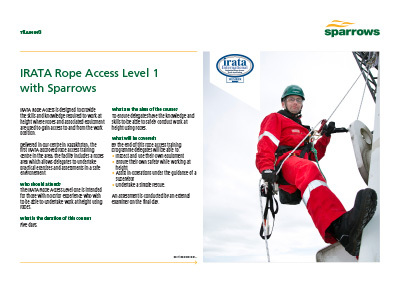 TRAINING
sparrows
IRATA Rope Access Level 1
with Sparrows
irata
International
IRATA Rope Access is designed to provide
the skills and knowledge required to work at
height where ropes and associated equipment
are used to gain access to and from the work
position.
Delivered in our centre in Kazakhstan, the
first IRATA approved rope access training
centre in the area, the facility includes a ropes
area which allows delegates to undertake
practical exercises and assessments in a safe
environment.
Who should attend?
The IRATA Rope Access Level one is intended
for those with no prior experience who wish
to be able to undertake work at height using
ropes.
What is the duration of this course?
Five days.
What are the aims of the course?
To ensure delegates have the knowledge and
skills to be able to safely conduct work at
height using ropes.
What will be covered?
By the end of this rope access training
programme delegates will be able to:
• Inspect and use their own equipment
• Ensure their own safety while working at
height
• Assist in operations under the guidance of a
supervisor
• Undertake a simple rescue.
An assessment is conducted by an external
examiner on the final day.